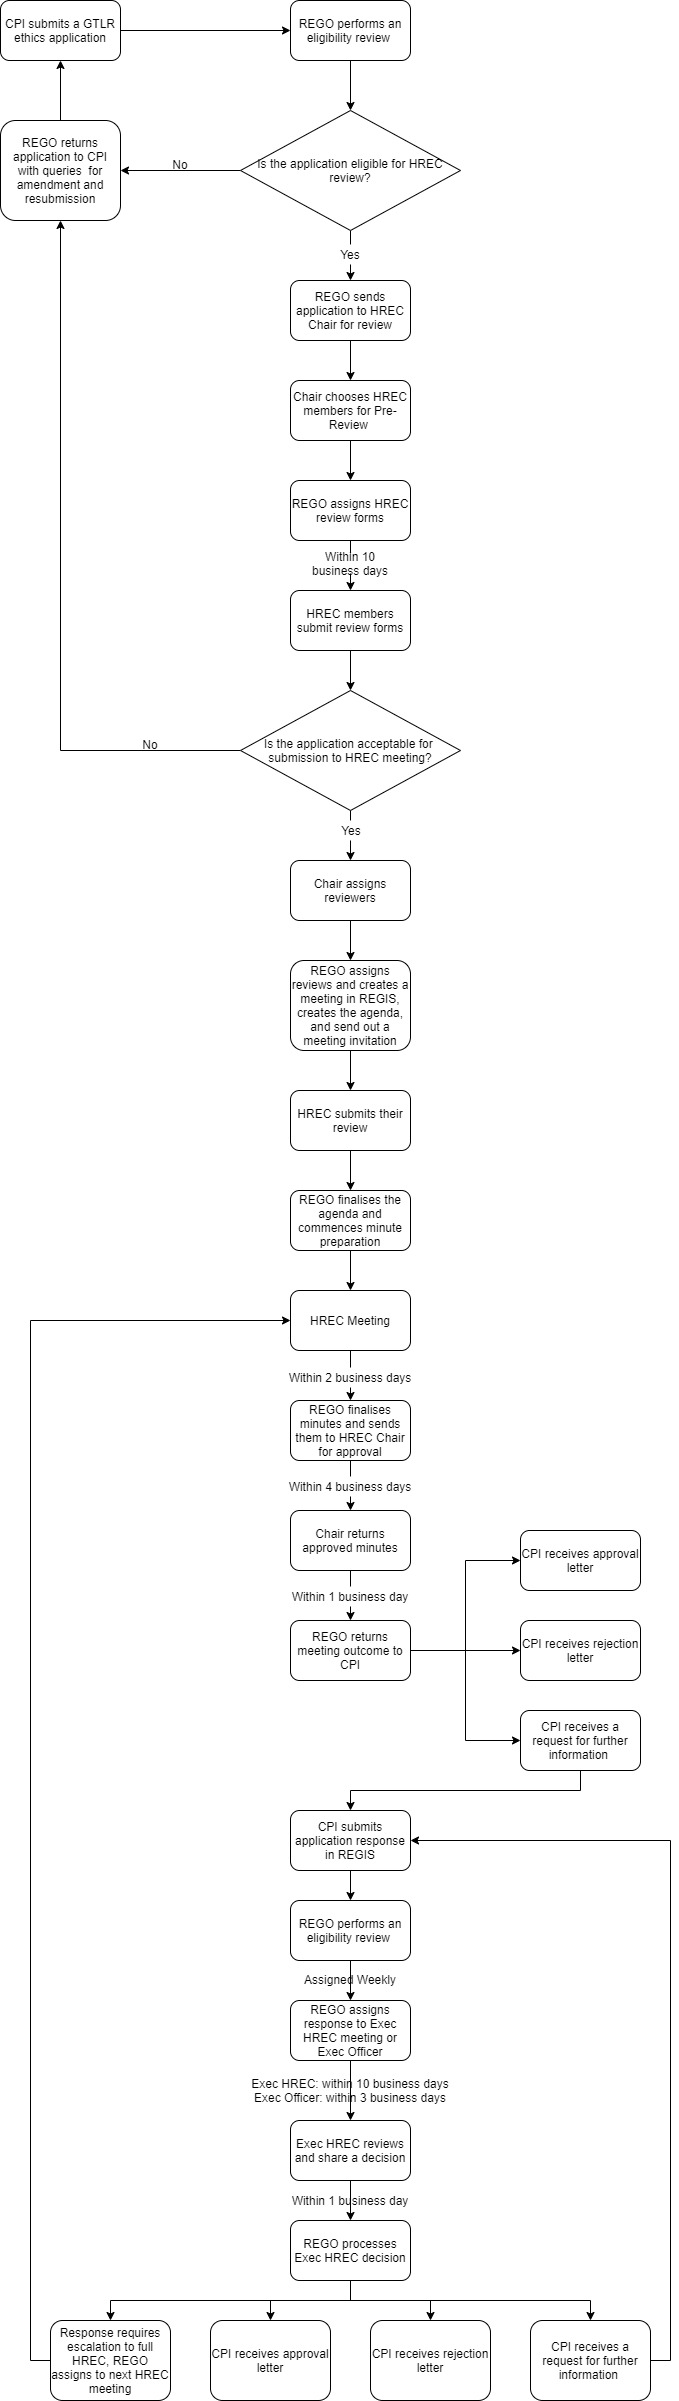 CPI submits a GTLR
ethics application
REGO performs an
eligibility review
REGO returns
application to CPI
with queries for
amendment and
resubmission
No
Is the application eligible for HREC
review?
Yes
REGO sends
application to HREC
Chair for review
Chair chooses HREC
members for Pre-
Review
REGO assigns HREC
review forms
Within 10
business days
HREC members
submit review forms
Is the application acceptable for
submission to HREC meeting?
No
Yes
Chair assigns
reviewers
REGO assigns
reviews and creates a
meeting in REGIS,
creates the agenda,
and send out a
meeting invitation
HREC submits their
review
REGO finalises the
agenda and
commences minute
preparation
HREC Meeting
Within 2 business days
REGO finalises
minutes and sends
them to HREC Chair
for approval
Within 4 business days
Chair returns
approved minutes
Within 1 business day
REGO returns
meeting outcome to
CPI
CPI receives approval
letter
CPI receives rejection
letter
CPI receives a
request for further
information
CPI submits
application response
in REGIS
REGO performs an
eligibility review
Assigned Weekly
REGO assigns
response to Exec
HREC meeting or
Exec Officer
Exec HREC: within 10 business days
Exec Officer: within 3 business days
Exec HREC reviews
and share a decision
Within 1 business day
REGO processes
Exec HREC decision
Response requires
escalation to full
HREC, REGO
assigns to next HREC
meeting
CPI receives approval
letter
CPI receives rejection
letter
CPI receives a
request for further
information